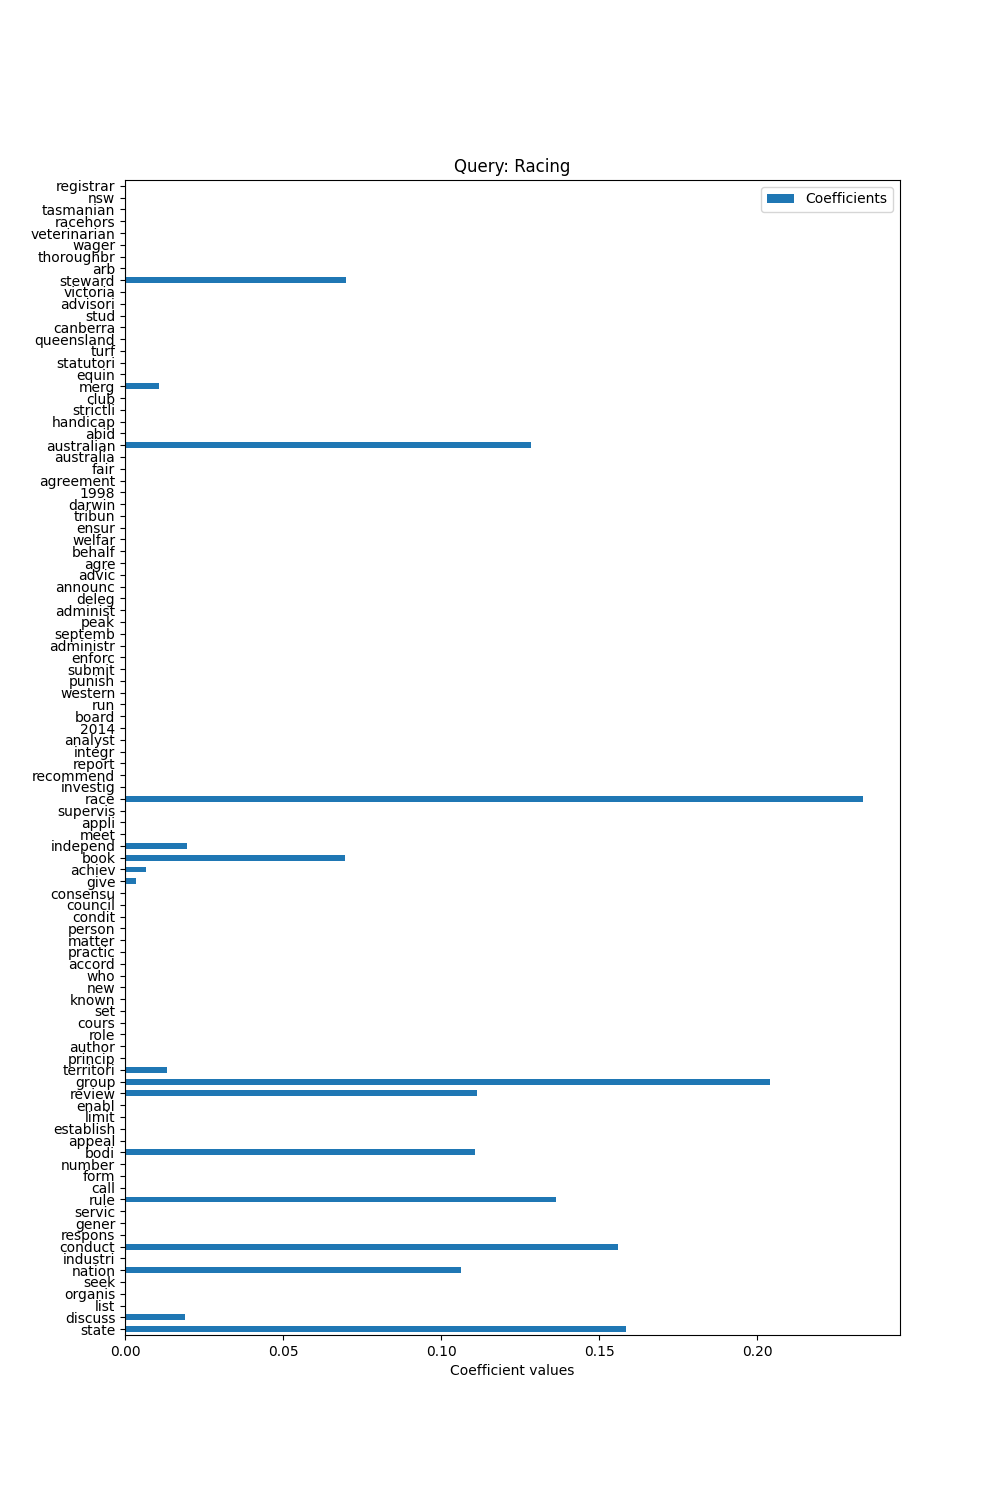 Query: Racing
Coefficients
registrar
nsw
tasmanian
racehors
veterinarian
wager
thoroughbr
arb
steward
victoria
advisori
stud
canberra
queensland
turf
statutori
equin
merg
club
strictli
handicap
abid
australian
australia
fair
agreement
1998
darwin
tribun
ensur
welfar
behalf
agre
advic
announc
deleg
administ
peak
septemb
administr
enforc
submit
punish
western
run
board
2014
analyst
integr
report
recommend
investig
race
supervis
appli
meet
independ
book
achiev
give
consensu
council
condit
person
matter
practic
accord
who
new
known
set
cours
role
author
princip
territori
group
review
enabl
limit
establish
appeal
bodi
number
form
call
rule
servic
gener
respons
conduct
industri
nation
seek
organis
list
discuss
state
0.00 0.05 0.10 0.15 0.20
Coefficient values